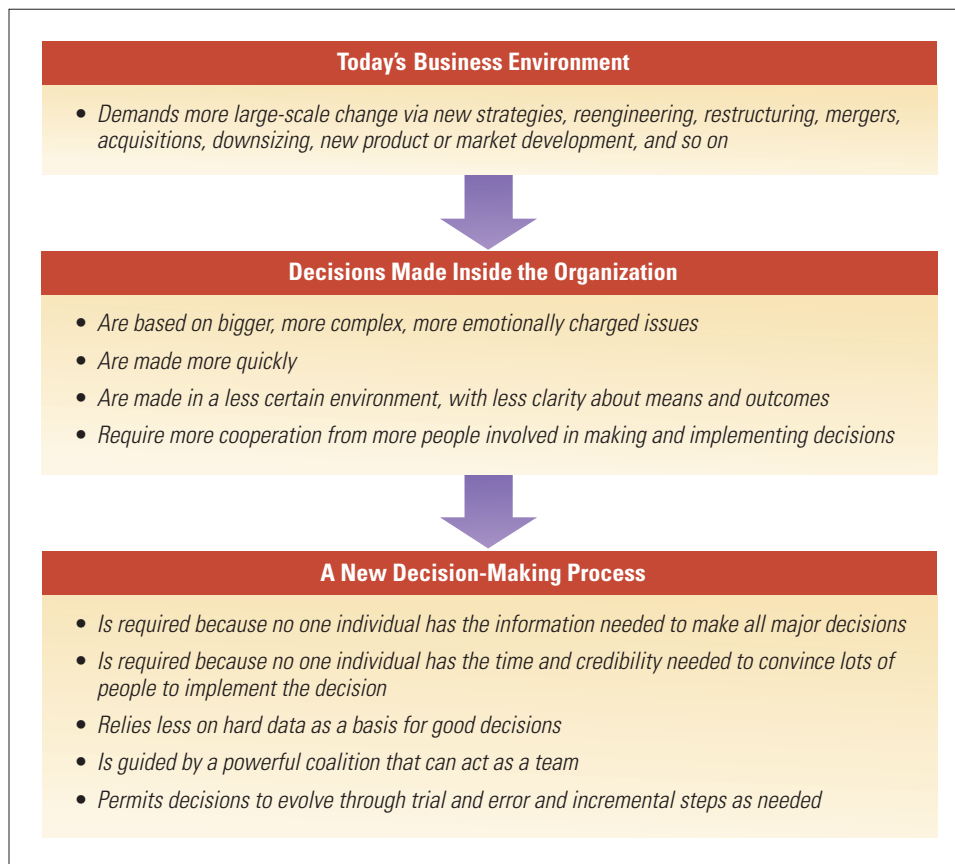 Today's Business Environment
• Demands more large-scale change via new strategies, reengineering, restructuring, mergers,
acquisitions, downsizing, new product or market development, and so on
Decisions Made Inside the Organization
• Are based on bigger, more complex, more emotionally charged issues
• Are made more quickly
• Are made in a less certain environment, with less clarity about means and outcomes
• Require more cooperation from more people involved in making and implementing decisions
A New Decision-Making Process
• Is required because no one individual has the information needed to make all major decisions
• Is required because no one individual has the time and credibility needed to convince lots of
people to implement the decision
• Relies less on hard data as a basis for good decisions
• Is guided by a powerful coalition that can act as a team
• Permits decisions to evolve through trial and error and incremental steps as needed